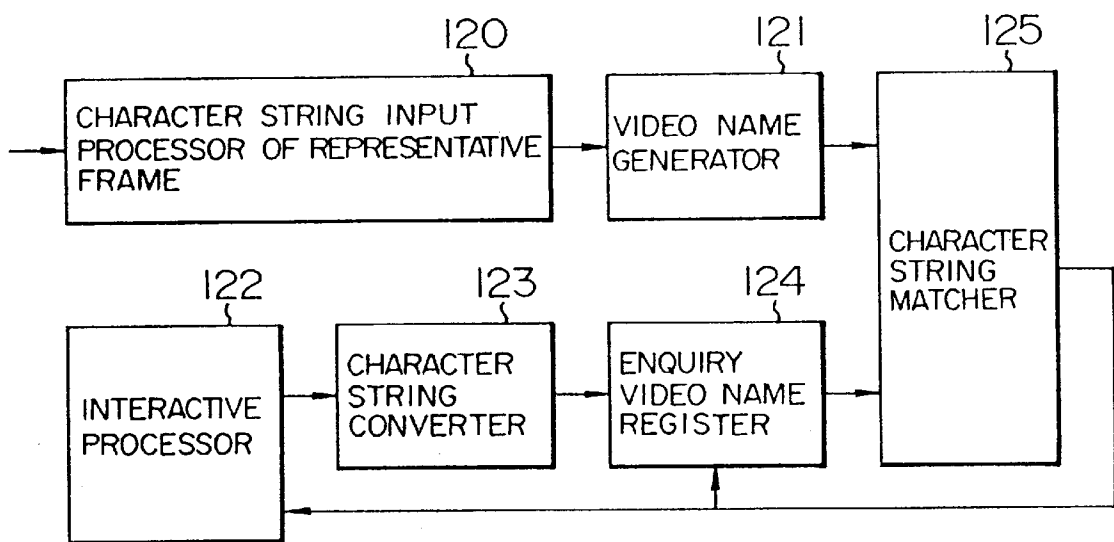 120
121
125
CHARACTER STRING INPUT
PROCESSOR OF REPRESENTATIVE
FRAME
VIDEO NAME
GENERATOR
CHARACTER
STRING
MATCHER
122
123
124
INTERACTIVE
PROCESSOR
CHARACTER
STRING
CONVERTER
ENQUIRY
VIDEO NAME
REGISTER